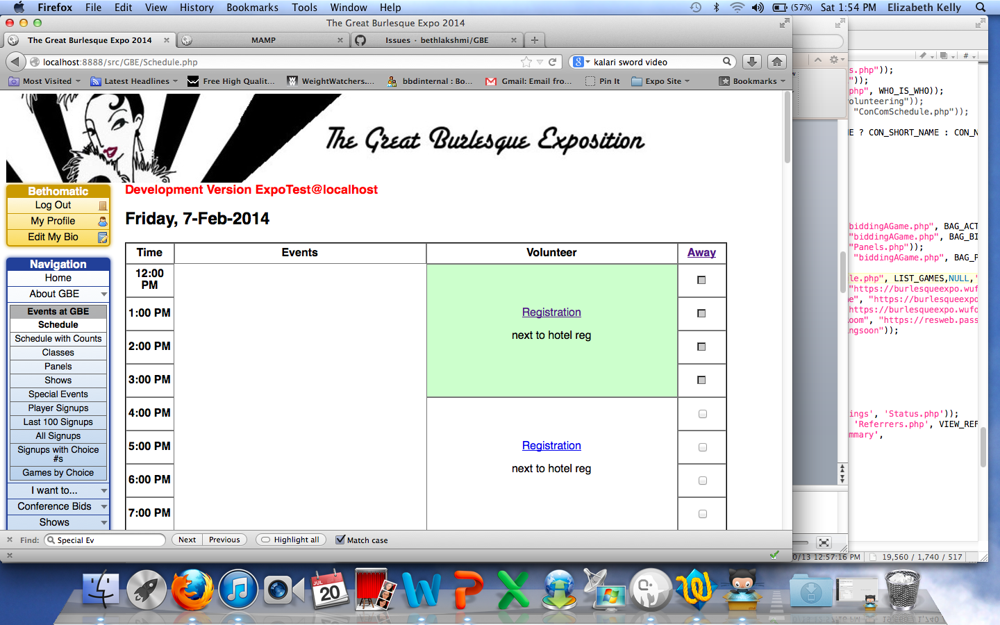 Firefox File Edit View History Bookmarks Tools Window Help (57%) Sat 1:54 PM Elizabeth Kelly
The Great Burlesque Expo 2014
The Great Burlesque Expo 2014 MAMP Issues · bethlakshmi/GBE
localhost:8888/src/GBE/Schedule.php kalari sword video
Most Visited Latest Headlines Free High Qualit... WeightWatchers.... bbdinternal : Bo... Gmail: Email fro... Pin It Expo Site Bookmarks
The Great Burlesque Exposition
Development Version ExpoTest@localhost
Friday, 7-Feb-2014
Bethomatic
Log Out
My Profile
Edit My Bio
Navigation
Home
About GBE
Events at GBE
Schedule
Schedule with Counts
Classes
Panels
Shows
Special Events
Player Signups
Last 100 Signups
All Signups
Signups with Choice
#s
Games by Choice
I want to...
Conference Bids
Shows
Time Events Volunteer Away
12:00
PM
1:00 PM Registration
2:00 PM next to hotel reg
3:00 PM
4:00 PM
5:00 PM Registration
6:00 PM next to hotel reg
7:00 PM
Find: Special Ev Next Previous Highlight all Match case
s.php"));
"));
php", WHO_IS_WHO));
olunteering"));
"ConComSchedule.php"));
E ? CON_SHORT_NAME : CON_N
biddingAGame.php", BAG_ACT
"biddingAGame.php", BAG_BI
"Panels.php"));
"biddingAGame.php", BAG_P
le.php", LIST_GAMES,NULL,'
"https://burlesqueexpo.wuf
e", "https://burlesqueexpo
https://burlesqueexpo.wufo
oom", "https://resweb.pass
ngsoon"));
ings', 'Status.php'));
'Referrers.php', VIEW_REF
mmary',
0/13 12:57:16 PM 19,560 / 1,740 / 517
JUL
20